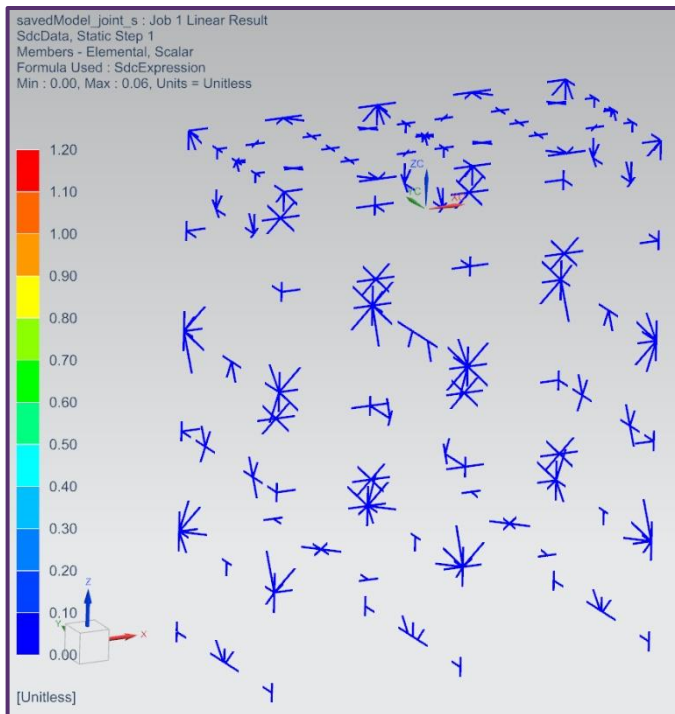 savedModel_joint_s : Job 1 Linear Result
SdcData, Static Step 1
Members - Elemental, Scalar
Formula Used : SdcExpression
Min : 0.00, Max : 0.06, Units = Unitless
1.20
1.10
1.00
0.90
0.80
0.70
0.60
0.50
0.40
0.30
0.20
0.10
0.00
[Unitless]
ZC
YC
Z
Y
X